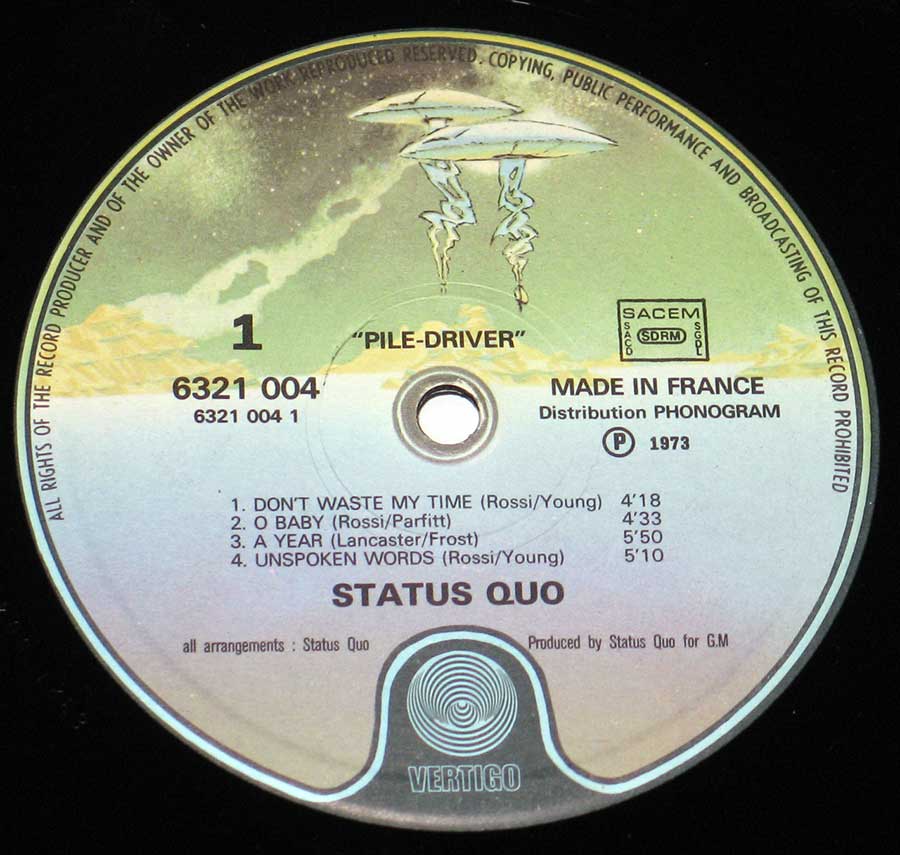 ALL RIGHTS OF THE RECORD PRODUCER AND OF THE OWNER OF THE WORK REPRODUCED RESERVED. COPYING, PUBLIC PERFORMANCE AND BROADCASTING OF THIS RECORD PROHIBITED
1
"PILE-DRIVER"
SACEM
SACD
SDRM
SGDL
6321 004
6321 004 1
MADE IN FRANCE
Distribution PHONOGRAM
Ⓟ 1973
1. DON'T WASTE MY TIME (Rossi/Young) 4'18
2. O BABY (Rossi/Parfitt) 4'33
3. A YEAR (Lancaster/Frost) 5'50
4. UNSPOKEN WORDS (Rossi/Young) 5'10
STATUS QUO
all arrangements : Status Quo
Produced by Status Quo for G.M
VERTIGO